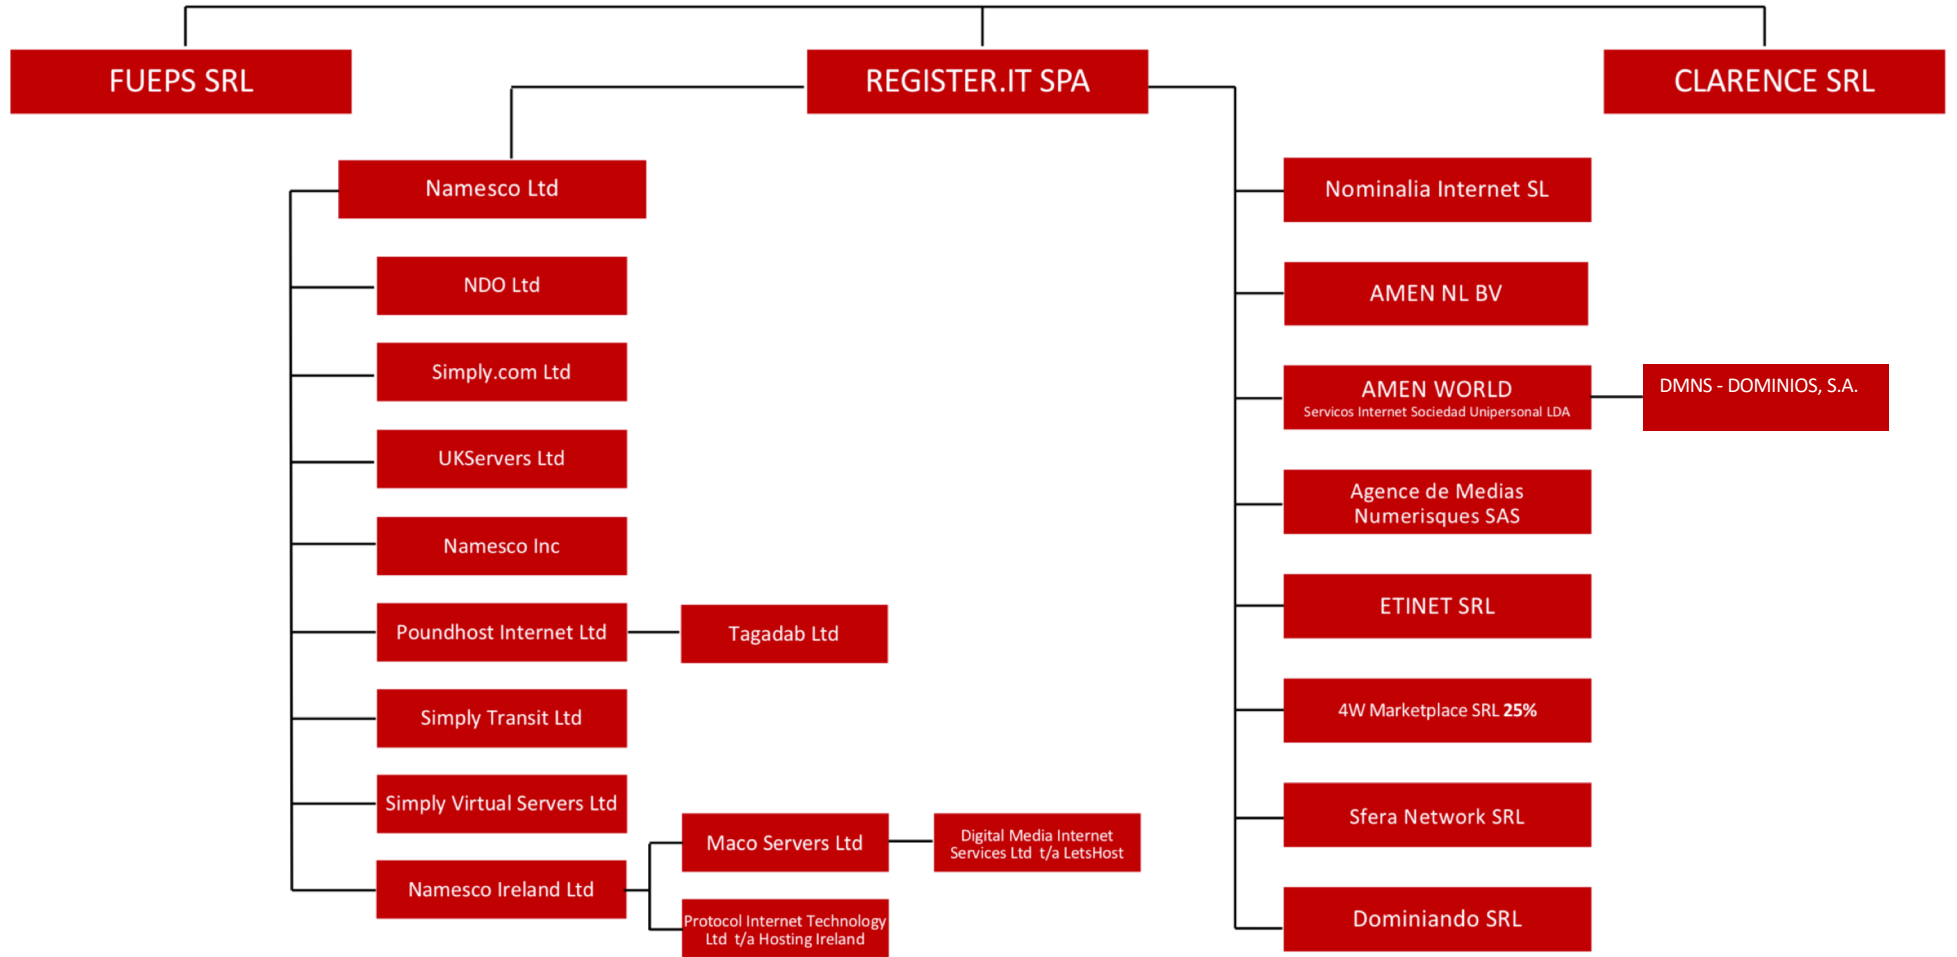 FUEPS SRL
REGISTER.IT SPA
CLARENCE SRL
Namesco Ltd
NDO Ltd
Simply.com Ltd
UKServers Ltd
Namesco Inc
Poundhost Internet Ltd
Tagadab Ltd
Simply Transit Ltd
Simply Virtual Servers Ltd
Namesco Ireland Ltd
Maco Servers Ltd
Digital Media Internet
Services Ltd t/a LetsHost
Protocol Internet Technology
Ltd t/a Hosting Ireland
Nominalia Internet SL
AMEN NL BV
AMEN WORLD
Servicos Internet Sociedad Unipersonal LDA
DMNS - DOMINIOS, S.A.
Agence de Medias
Numerisques SAS
ETINET SRL
4W Marketplace SRL 25%
Sfera Network SRL
Dominiando SRL